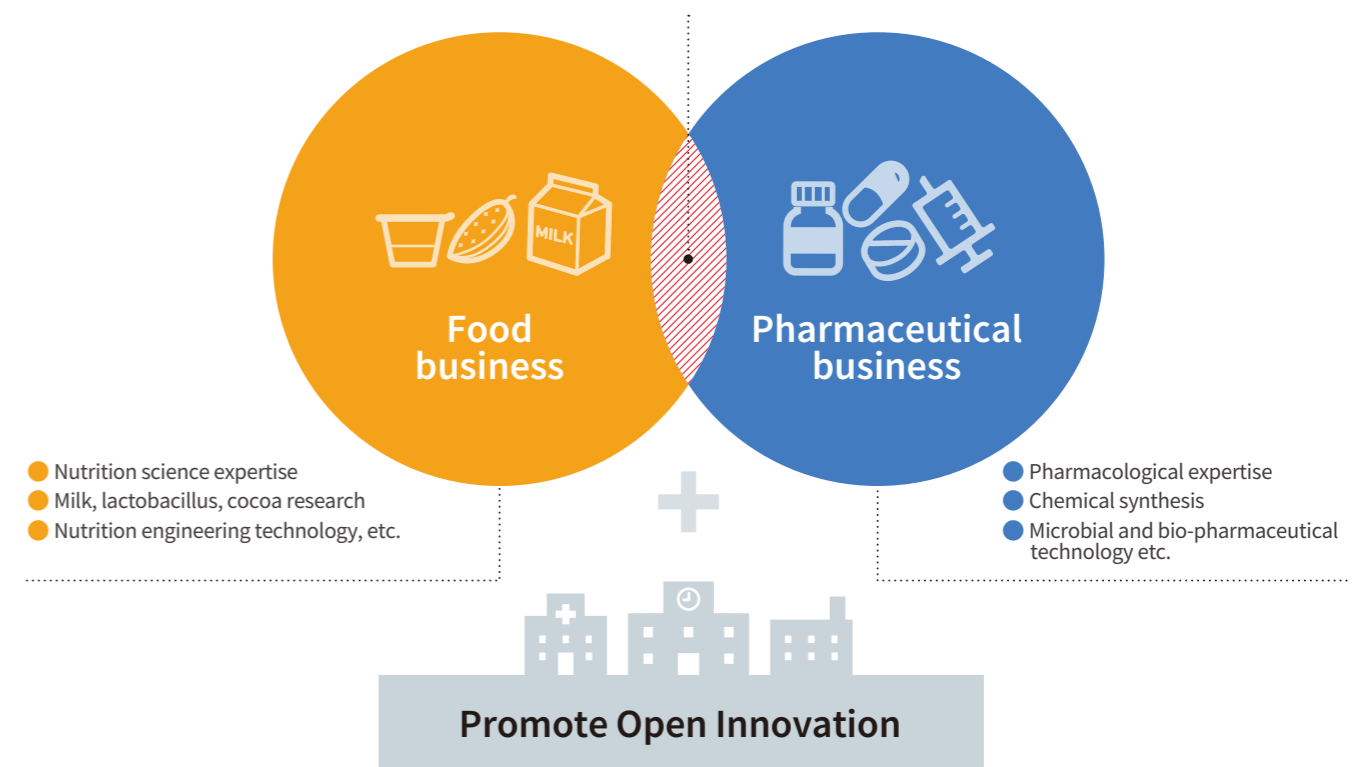 MILK
Food
business
Pharmaceutical
business
Nutrition science expertise
Milk, lactobacillus, cocoa research
Nutrition engineering technology, etc.
Pharmacological expertise
Chemical synthesis
Microbial and bio-pharmaceutical
technology etc.
Promote Open Innovation